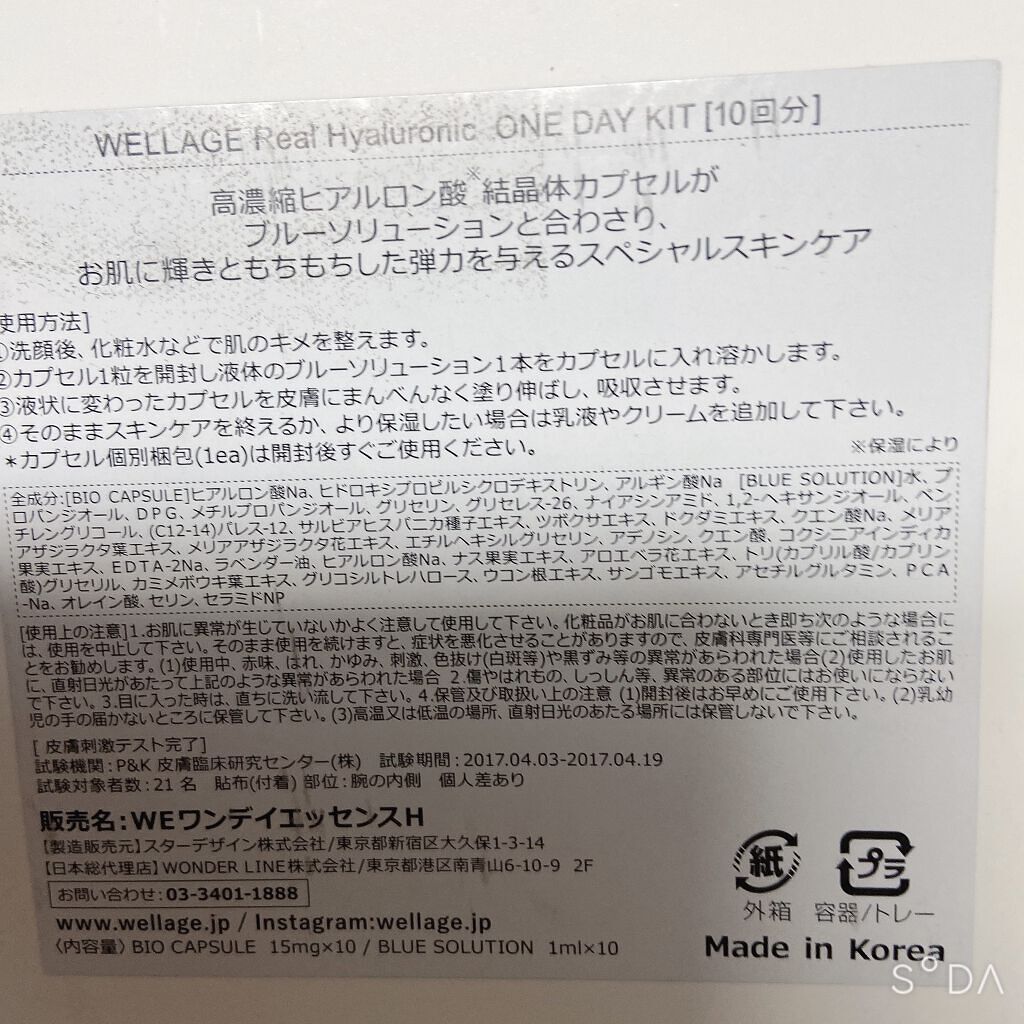 WELLAGE Real Hyaluronic ONE DAY KIT [10回分]
高濃縮ヒアルロン酸※結晶体カプセルが
ブルーソリューションと合わさり、
お肌に輝きともちもちした弾力を与えるスペシャルスキンケア
使用方法]
①洗顔後、化粧水などで肌のキメを整えます。
②カプセル1粒を開封し液体のブルーソリューション1本をカプセルに入れ溶かします。
③液状に変わったカプセルを皮膚にまんべんなく塗り伸ばし、吸収させます。
④そのままスキンケアを終えるか、より保湿したい場合は乳液やクリームを追加して下さい。
*カプセル個別梱包(1ea)は開封後すぐご使用ください。
※保湿により
全成分:[BIO CAPSULE]ヒアルロン酸Na、ヒドロキシプロピルシクロデキストリン、アルギン酸Na [BLUE SOLUTION]水、プ
ロパンジオール、DPG、メチルプロパンジオール、グリセリン、グリセレス-26、ナイアシンアミド、1,2-ヘキサンジオール、ペン
チレングリコール、(C12-14)パレス-12、サルビアヒスパニカ種子エキス、ツボクサエキス、ドクダミエキス、クエン酸Na、メリア
アザジラクタ葉エキス、メリアアザジラクタ花エキス、エチルヘキシルグリセリン、アデノシン、クエン酸、コクシニアインディカ
果実エキス、EDTA-2Na、ラベンダー油、ヒアルロン酸Na、ナス果実エキス、アロエベラ花エキス、トリ(カプリル酸/カプリン
酸)グリセリル、カミメボウキ葉エキス、グリコシルトレハロース、ウコン根エキス、サンゴモエキス、アセチルグルタミン、PCA
-Na、オレイン酸、セリン、セラミドNP
[使用上の注意]1.お肌に異常が生じていないかよく注意して使用して下さい。化粧品がお肌に合わないとき即ち次のような場合に
は、使用を中止して下さい。そのまま使用を続けますと、症状を悪化させることがありますので、皮膚科専門医等にご相談されるこ
とをお勧めします。(1)使用中、赤味、はれ、かゆみ、刺激、色抜け(白斑等)や黒ずみ等の異常があらわれた場合(2)使用したお肌
に、直射日光があたって上記のような異常があらわれた場合 2.傷やはれもの、しっしん等、異常のある部位にはお使いにならない
で下さい。3.目に入った時は、直ちに洗い流して下さい。4.保管及び取扱い上の注意 (1)開封後はお早めにご使用下さい。(2)乳幼
児の手の届かないところに保管して下さい。(3)高温又は低温の場所、直射日光のあたる場所には保管しないで下さい。
[ 皮膚刺激テスト完了]
試験機関:P&K 皮膚臨床研究センター(株) 試験期間:2017.04.03-2017.04.19
試験対象者数:21 名 貼布(付着) 部位:腕の内側 個人差あり
販売名:WEワンデイエッセンスH
【製造販売元】スターデザイン株式会社/東京都新宿区大久保1-3-14
【日本総代理店】WONDER LINE株式会社/東京都港区南青山6-10-9 2F
お問い合わせ:03-3401-1888
www.wellage.jp / Instagram:wellage.jp
〈内容量〉BIO CAPSULE 15mg×10 / BLUE SOLUTION 1ml×10
紙 プラ
外箱 容器/トレー
Made in Korea
SODA